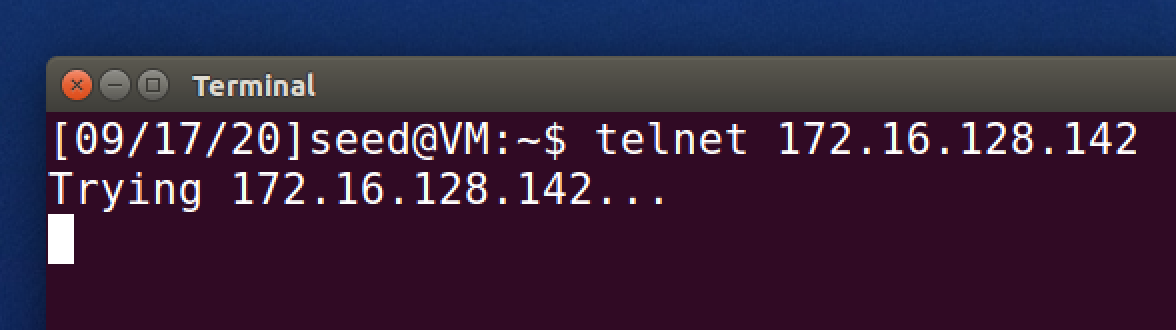 Terminal
[09/17/20]seed@VM:~$ telnet 172.16.128.142
Trying 172.16.128.142...